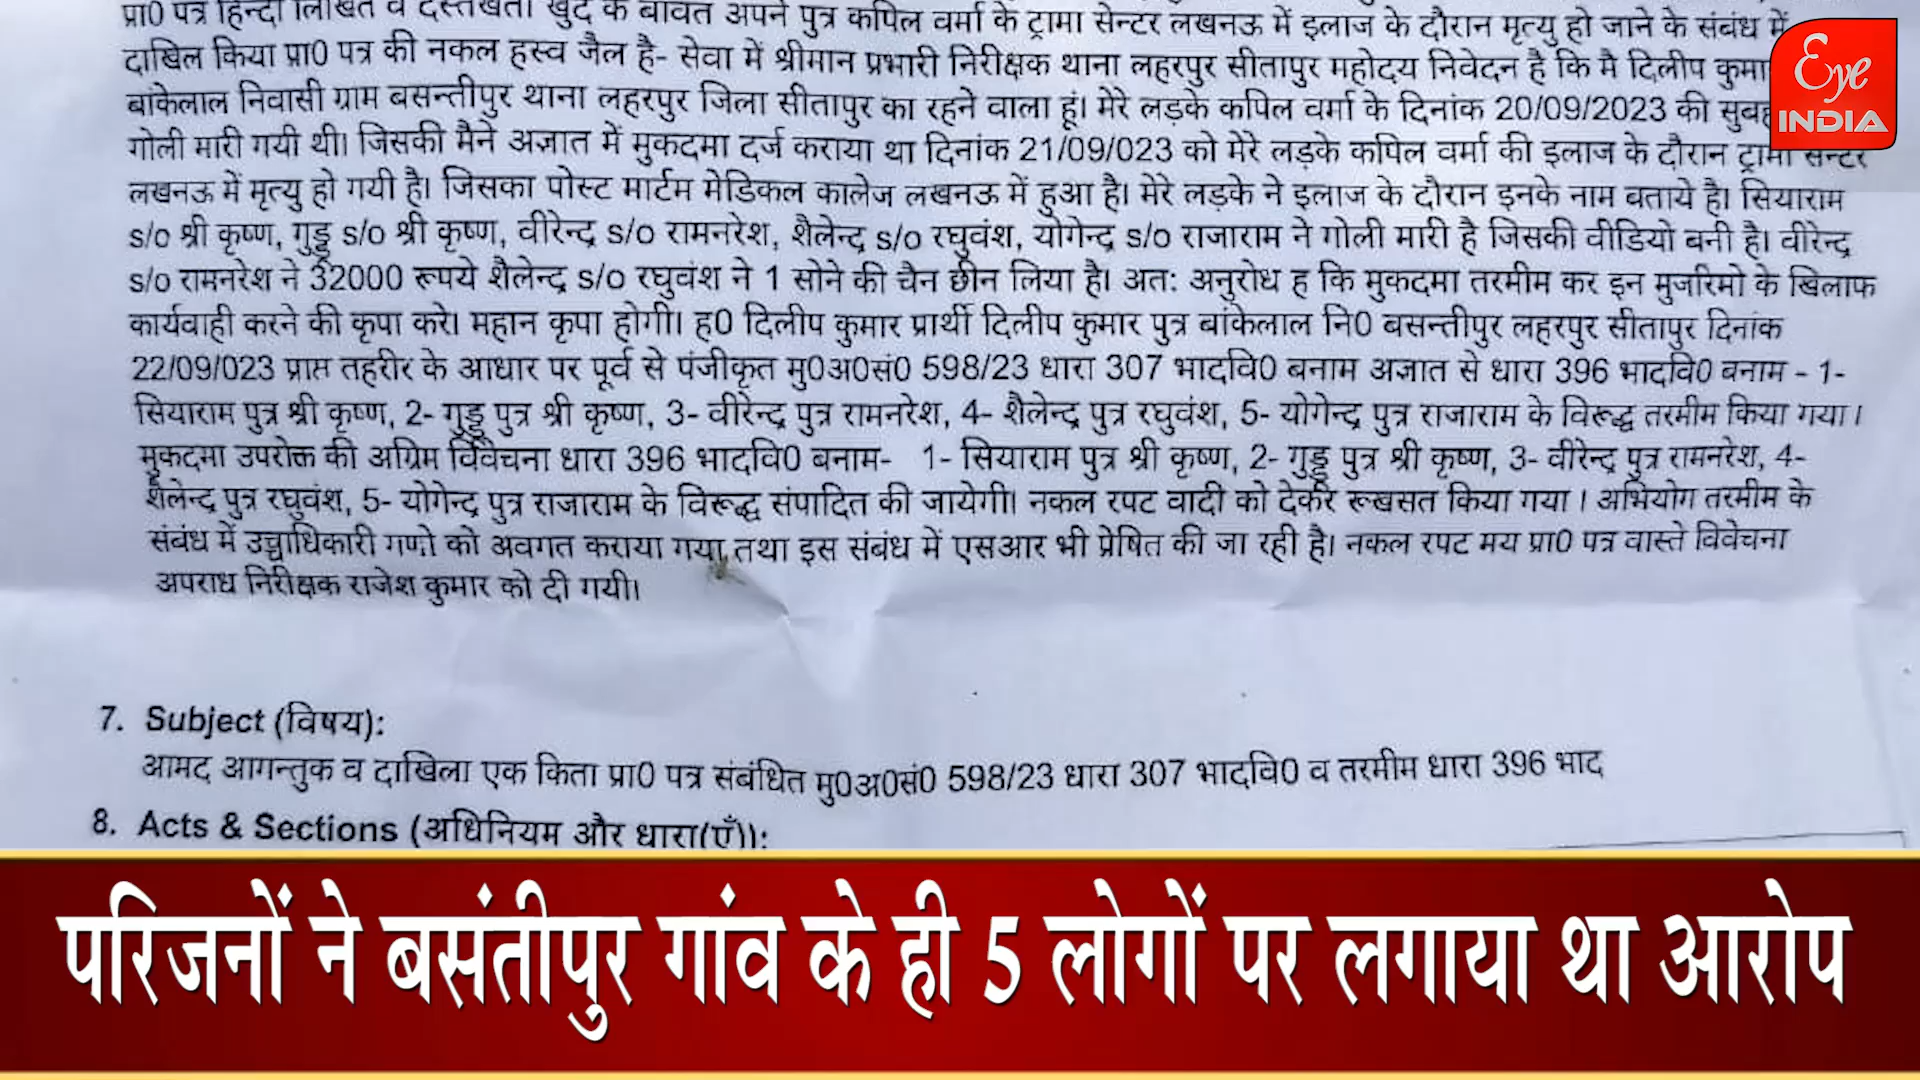 प्रा0 पत्र हिन्दी लिखित व दस्तखती खुद के बावत अपने पुत्र कपिल वर्मा के ट्रामा सेन्टर लखनऊ में इलाज के दौरान मृत्यु हो जाने के संबंध में
दाखिल किया प्रा0 पत्र की नकल हस्व जैल है- सेवा में श्रीमान प्रभारी निरीक्षक थाना लहरपुर सीतापुर महोदय निवेदन है कि मै दिलीप
बांकेलाल निवासी ग्राम बसन्तीपुर थाना लहरपुर जिला सीतापुर का रहने वाला हूं। मेरे लड़के कपिल वर्मा के दिनांक 20/09/2023 की
गोली मारी गयी थी। जिसकी मैने अज्ञात में मुकदमा दर्ज कराया था दिनांक 21/09/023 को मेरे लड़के कपिल वर्मा की इलाज के दौरान ट्रामा सेन्टर
लखनऊ में मृत्यु हो गयी है। जिसका पोस्ट मार्टम मेडिकल कालेज लखनऊ में हुआ है। मेरे लड़के ने इलाज के दौरान इनके नाम बताये है। सियाराम
s/o श्री कृष्ण, गुड्डू s/o श्री कृष्ण, वीरेन्द्र s/o रामनरेश, शैलेन्द्र s/o रघुवंश, योगेन्द्र s/o राजाराम ने गोली मारी है जिसकी वीडियो बनी है। वीरेन्द्र
s/o रामनरेश ने 32000 रूपये शैलेन्द्र s/o रघुवंश ने 1 सोने की चैन छीन लिया है। अत: अनुरोध ह कि मुकदमा तरमीम कर इन मुजरिमो के खिलाफ
कार्यवाही करने की कृपा करे। महान कृपा होगी। ह0 दिलीप कुमार प्रार्थी दिलीप कुमार पुत्र बांकेलाल नि0 बसन्तीपुर लहरपुर सीतापुर दिनांक
22/09/023 प्राप्त तहरीर के आधार पर पूर्व से पंजीकृत मु0अ0सं0 598/23 धारा 307 भादवि0 बनाम अज्ञात से धारा 396 भादवि0 बनाम - 1-
सियाराम पुत्र श्री कृष्ण, 2- गुड्डू पुत्र श्री कृष्ण, 3- वीरेन्द्र पुत्र रामनरेश, 4- शैलेन्द्र पुत्र रघुवंश, 5- योगेन्द्र पुत्र राजाराम के विरूद्ध तरमीम किया गया ।
मुकदमा उपरोक्त की अग्रिम विवेचना धारा 396 भादवि0 बनाम- 1- सियाराम पुत्र श्री कृष्ण, 2- गुड्डू पुत्र श्री कृष्ण, 3- वीरेन्द्र पुत्र रामनरेश, 4-
शैलेन्द्र पुत्र रघुवंश, 5- योगेन्द्र पुत्र राजाराम के विरूद्ध संपादित की जायेगी। नकल रपट वादी को देकर रूखसत किया गया । अभियोग तरमीम के
संबंध में उच्चाधिकारी गणो को अवगत कराया गया तथा इस संबंध में एसआर भी प्रेषित की जा रही है। नकल रपट मय प्रा0 पत्र वास्ते विवेचना
अपराध निरीक्षक राजेश कुमार को दी गयी।
7. Subject (विषय):
आमद आगन्तुक व दाखिला एक किता प्रा0 पत्र संबंधित मु0अ0सं0 598/23 धारा 307 भादवि0 व तरमीम धारा 396 भाद
8. Acts & Sections (अधिनियम और धारा(एँ)):
Eye
INDIA
परिजनों ने बसंतीपुर गांव के ही 5 लोगों पर लगाया था आरोप